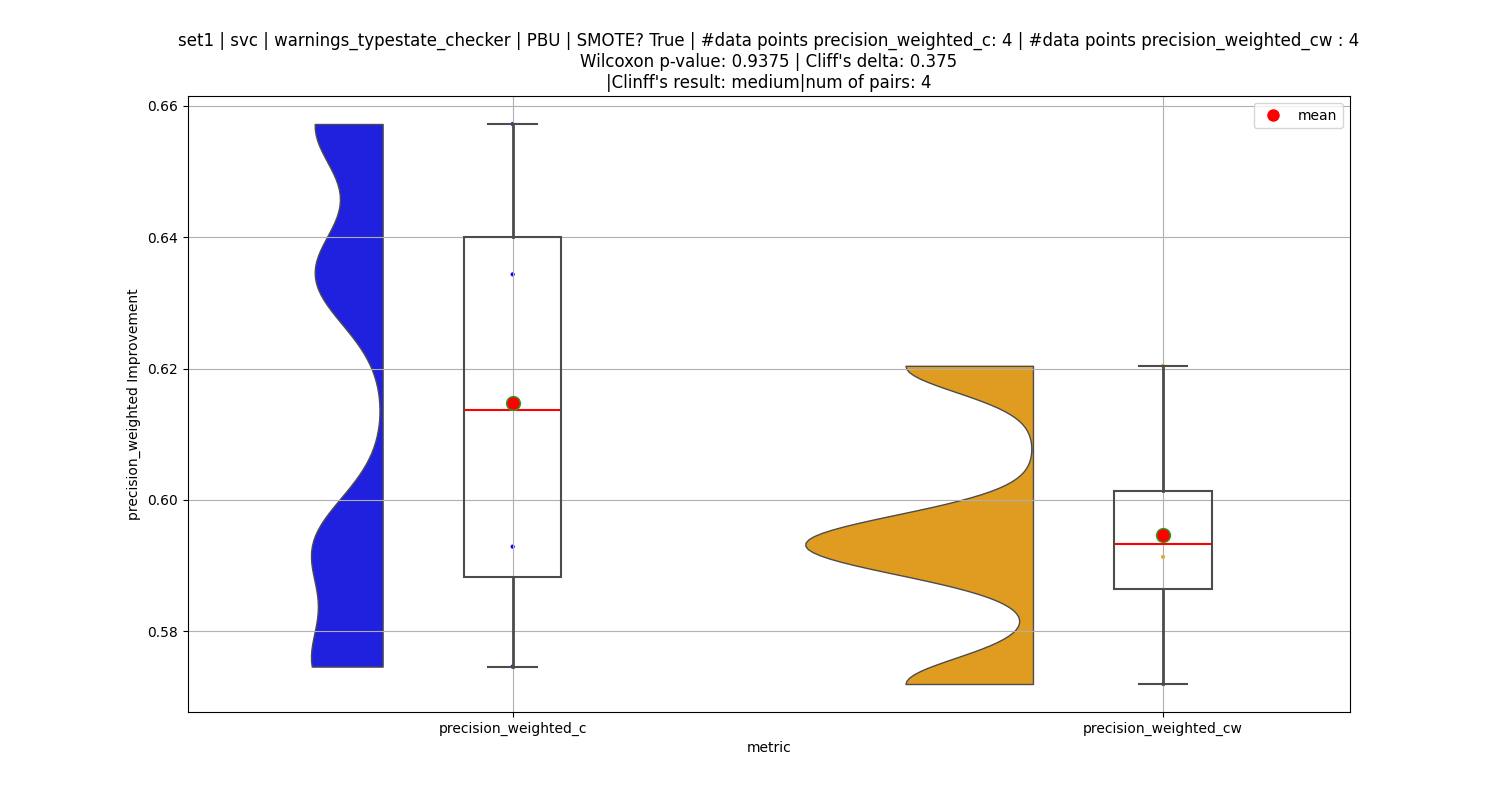 set1 | svc | warnings_typestate_checker | PBU | SMOTE? True | #data points precision_weighted_c: 4 | #data points precision_weighted_cw : 4
Wilcoxon p-value: 0.9375 | Cliff's delta: 0.375
|Clinff's result: medium|num of pairs: 4
mean
0.66
0.64
0.62
0.60
0.58
precision_weighted Improvement
precision_weighted_c
precision_weighted_cw
metric